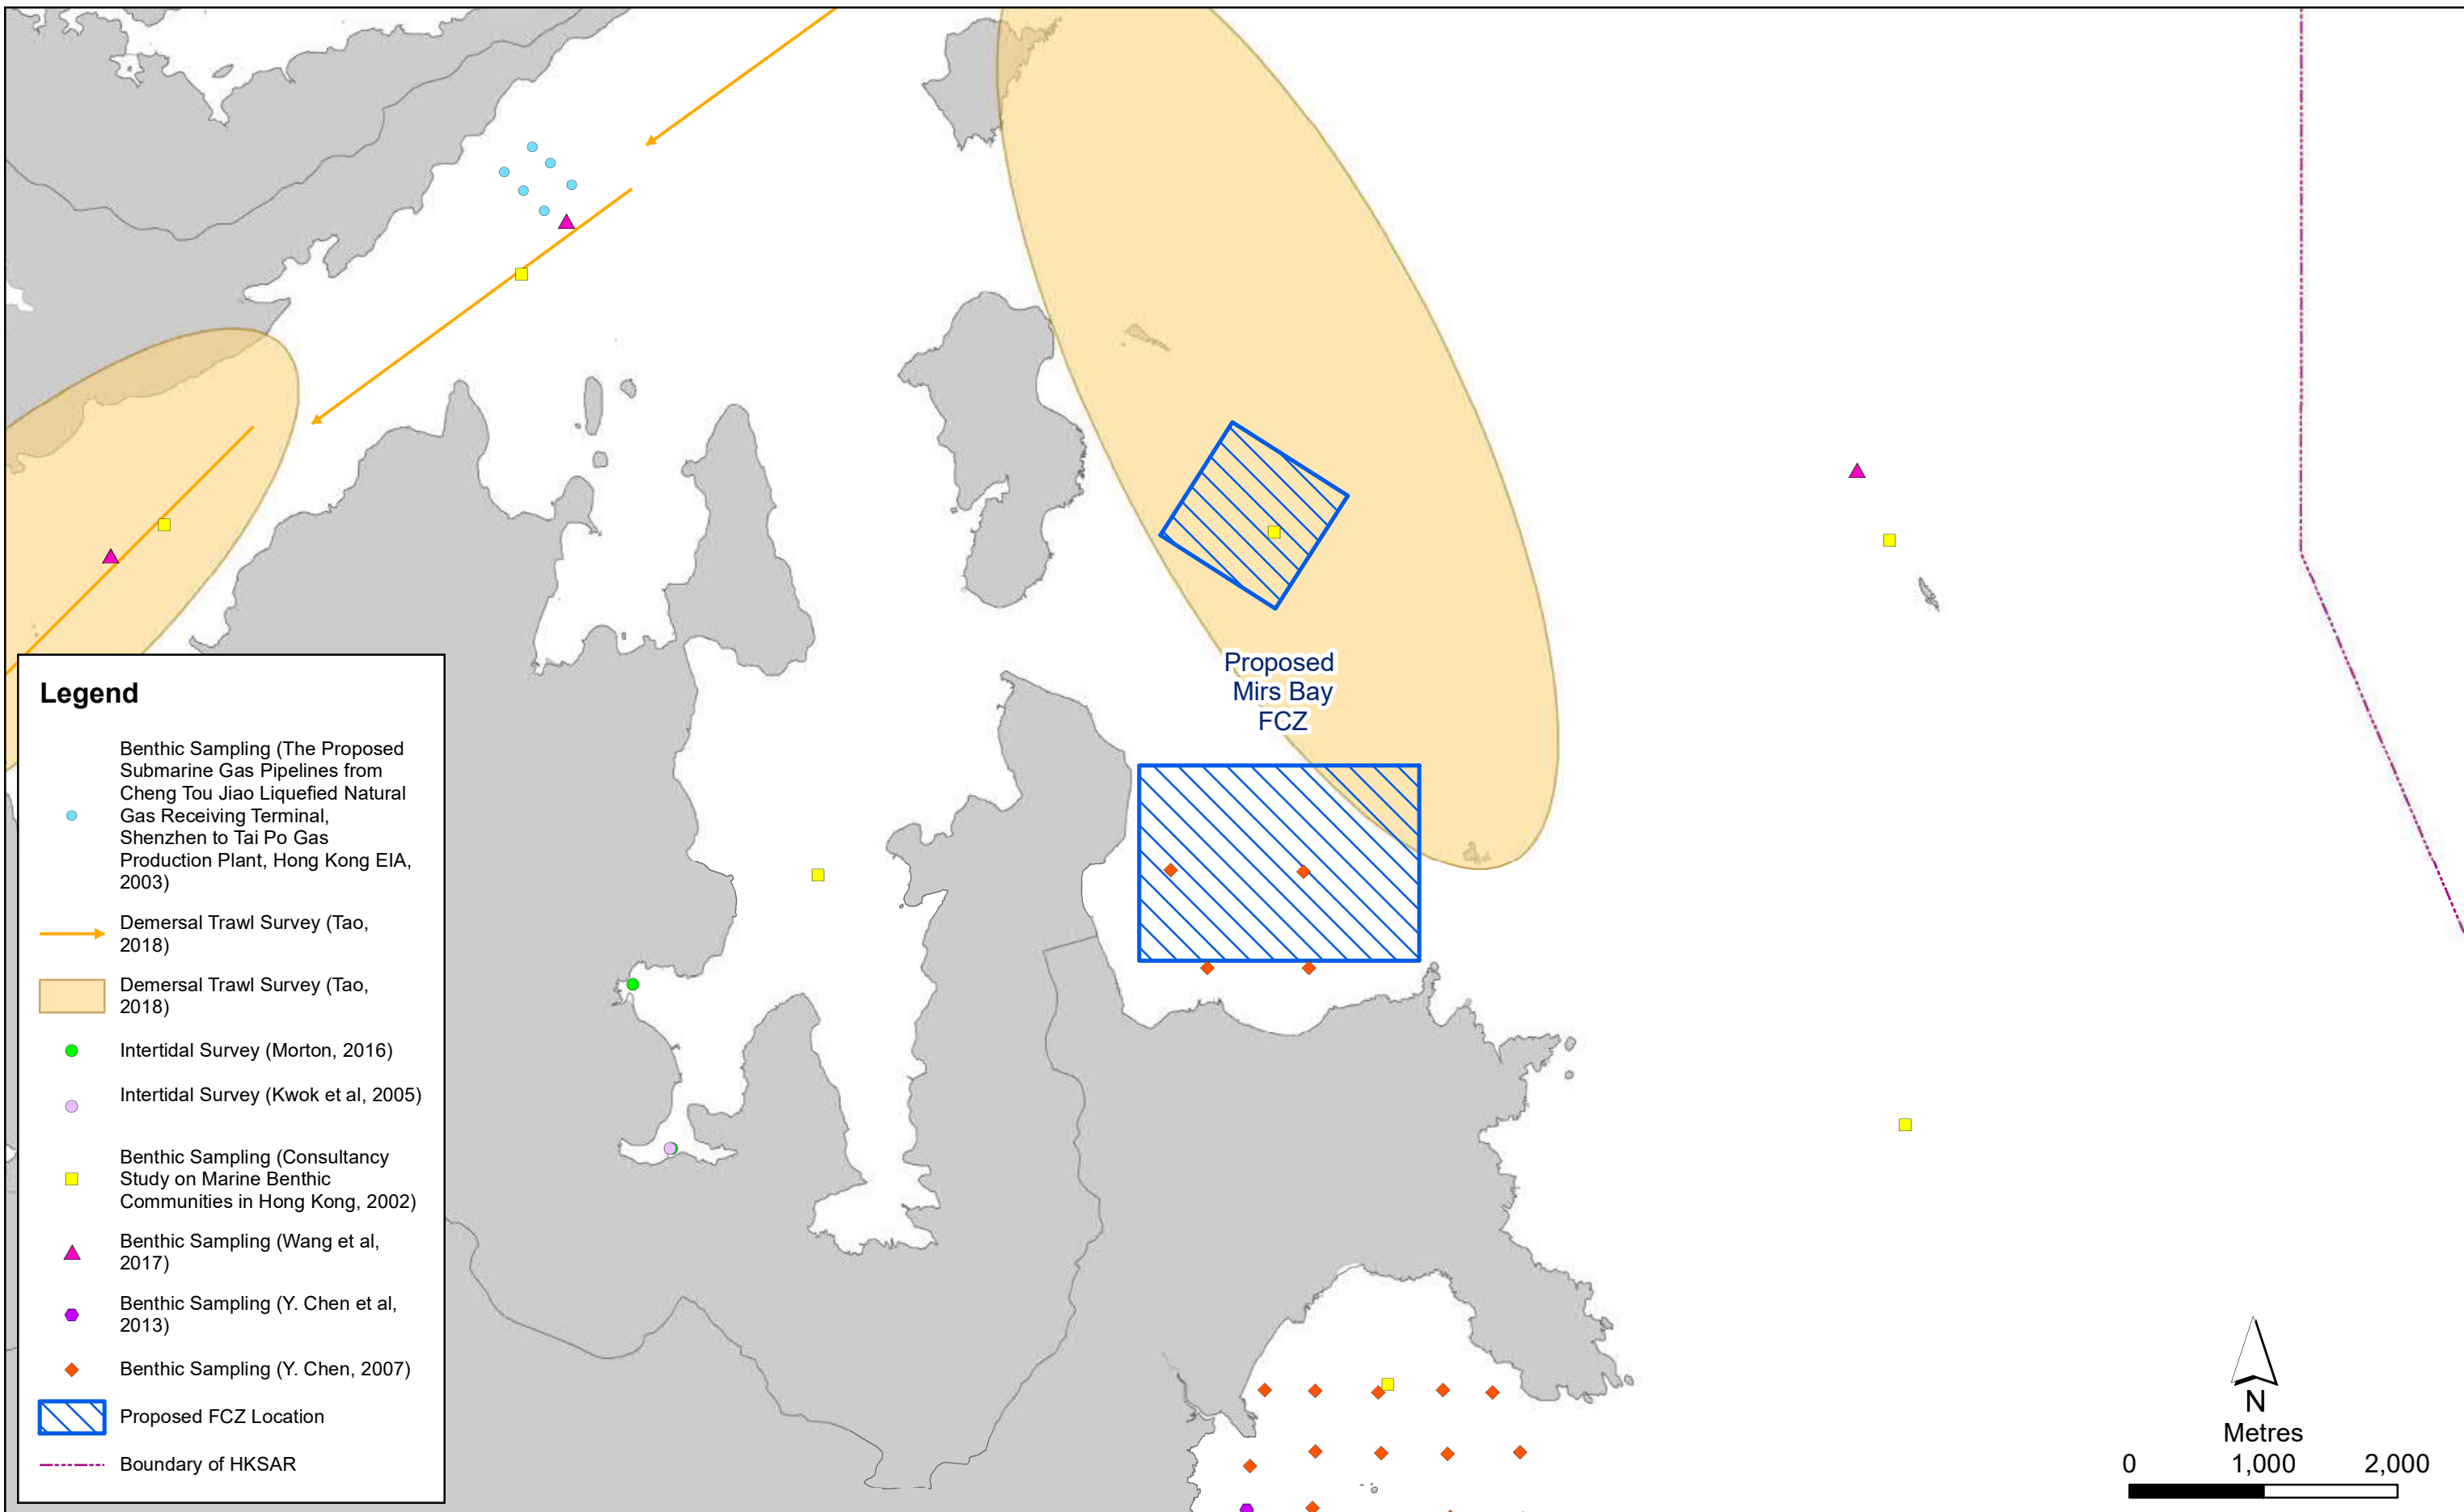 Proposed
Mirs Bay
FCZ
Legend
Benthic Sampling (The Proposed
Submarine Gas Pipelines from
Cheng Tou Jiao Liquefied Natural
Gas Receiving Terminal,
Shenzhen to Tai Po Gas
Production Plant, Hong Kong EIA,
2003)
Demersal Trawl Survey (Tao,
2018)
Demersal Trawl Survey (Tao,
2018)
Intertidal Survey (Morton, 2016)
Intertidal Survey (Kwok et al, 2005)
Benthic Sampling (Consultancy
Study on Marine Benthic
Communities in Hong Kong, 2002)
Benthic Sampling (Wang et al,
2017)
Benthic Sampling (Y. Chen et al,
2013)
Benthic Sampling (Y. Chen, 2007)
Proposed FCZ Location
Boundary of HKSAR
N
Metres
0 1,000 2,000